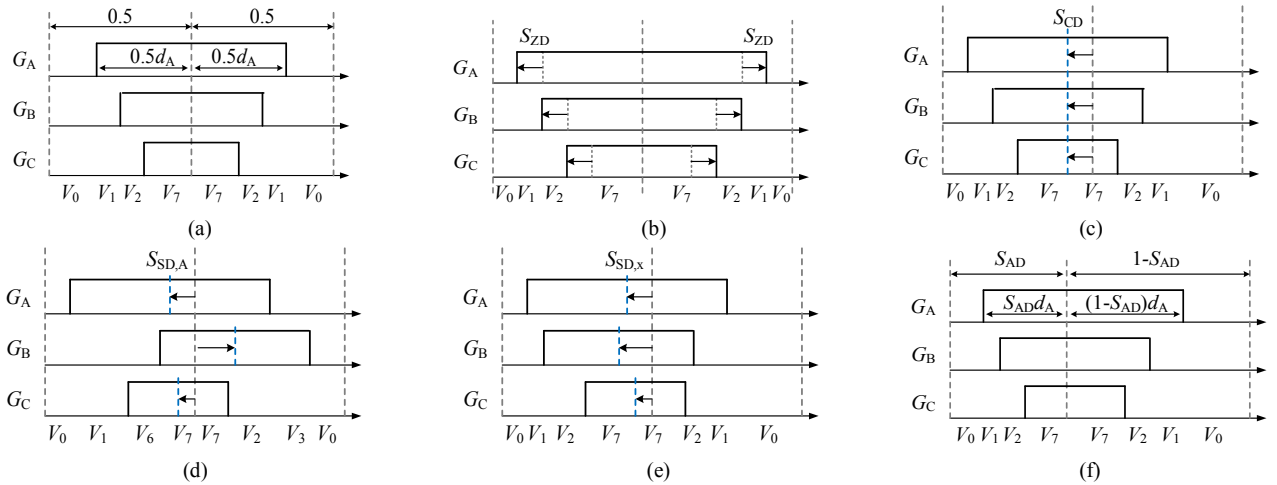 0.5 0.5
G_A 0.5d_A 0.5d_A
G_B
G_C
V_0 V_1 V_2 V_7 V_7 V_2 V_1 V_0
(a)
S_ZD S_ZD
G_A
G_B
G_C
V_0 V_1 V_2 V_7 V_7 V_2 V_1 V_0
(b)
S_CD
G_A
G_B
G_C
V_0 V_1 V_2 V_7 V_7 V_2 V_1 V_0
(c)
S_SD,A
G_A
G_B
G_C
V_0 V_1 V_6 V_7 V_7 V_2 V_3 V_0
(d)
S_SD,x
G_A
G_B
G_C
V_0 V_1 V_2 V_7 V_7 V_2 V_1 V_0
(e)
S_AD 1-S_AD
G_A S_ADd_A (1-S_AD)d_A
G_B
G_C
V_0 V_1 V_2 V_7 V_7 V_2 V_1 V_0
(f)